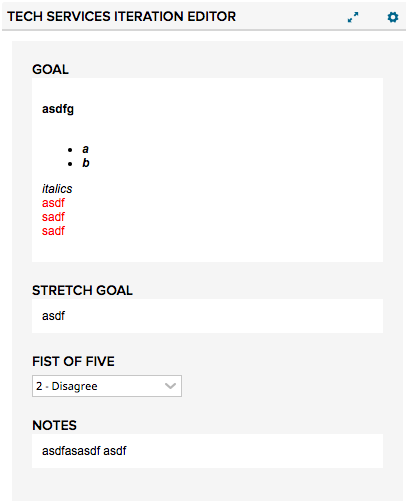 TECH SERVICES ITERATION EDITOR
GOAL
asdfg
• a
• b
italics
asdf
sadf
sadf
STRETCH GOAL
asdf
FIST OF FIVE
2 - Disagree
NOTES
asdfasasdf asdf